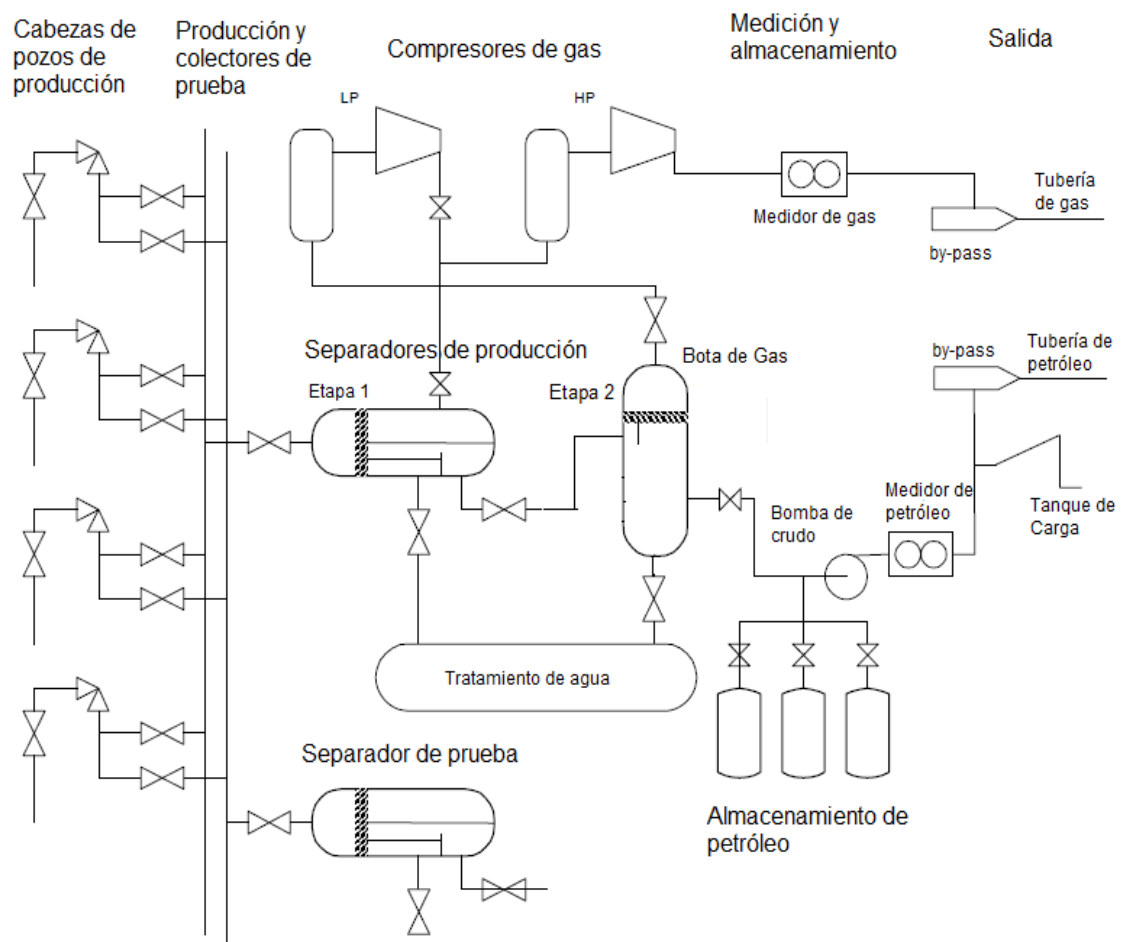 Cabezas de
pozos de
producción
Producción y
colectores de
prueba
Compresores de gas
Medición y
almacenamiento
Salida
LP
HP
Medidor de gas
Tubería
de gas
by-pass
Separadores de producción
Etapa 1
Etapa 2
Bota de Gas
by-pass
Tubería de
petróleo
Bomba de
crudo
Medidor de
petróleo
Tanque de
Carga
Tratamiento de agua
Separador de prueba
Almacenamiento de
petróleo